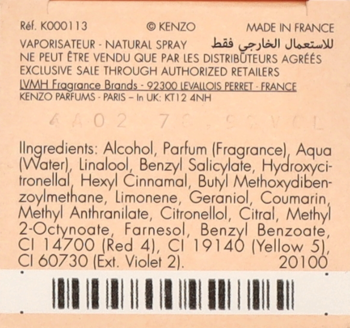 Réf. K000113 © KENZO MADE IN FRANCE
VAPORISATEUR - NATURAL SPRAY للاستعمال الخارجي فقط
NE PEUT ÊTRE VENDU QUE PAR LES DISTRIBUTEURS AGRÉÉS
EXCLUSIVE SALE THROUGH AUTHORIZED RETAILERS
LVMH Fragrance Brands - 92300 LEVALLOIS PERRET - FRANCE
KENZO PARFUMS - PARIS – In UK: KT12 4NH
4A02
IIngredients: Alcohol, Parfum (Fragrance), Aqua
(Water), Linalool, Benzyl Salicylate, Hydroxyci-
tronellal, Hexyl Cinnamal, Butyl Methoxydiben-
zoylmethane, Limonene, Geraniol, Coumarin,
Methyl Anthranilate, Citronellol, Citral, Methyl
2-Octynoate, Farnesol, Benzyl Benzoate,
CI 14700 (Red 4), CI 19140 (Yellow 5),
CI 60730 (Ext. Violet 2). 20100